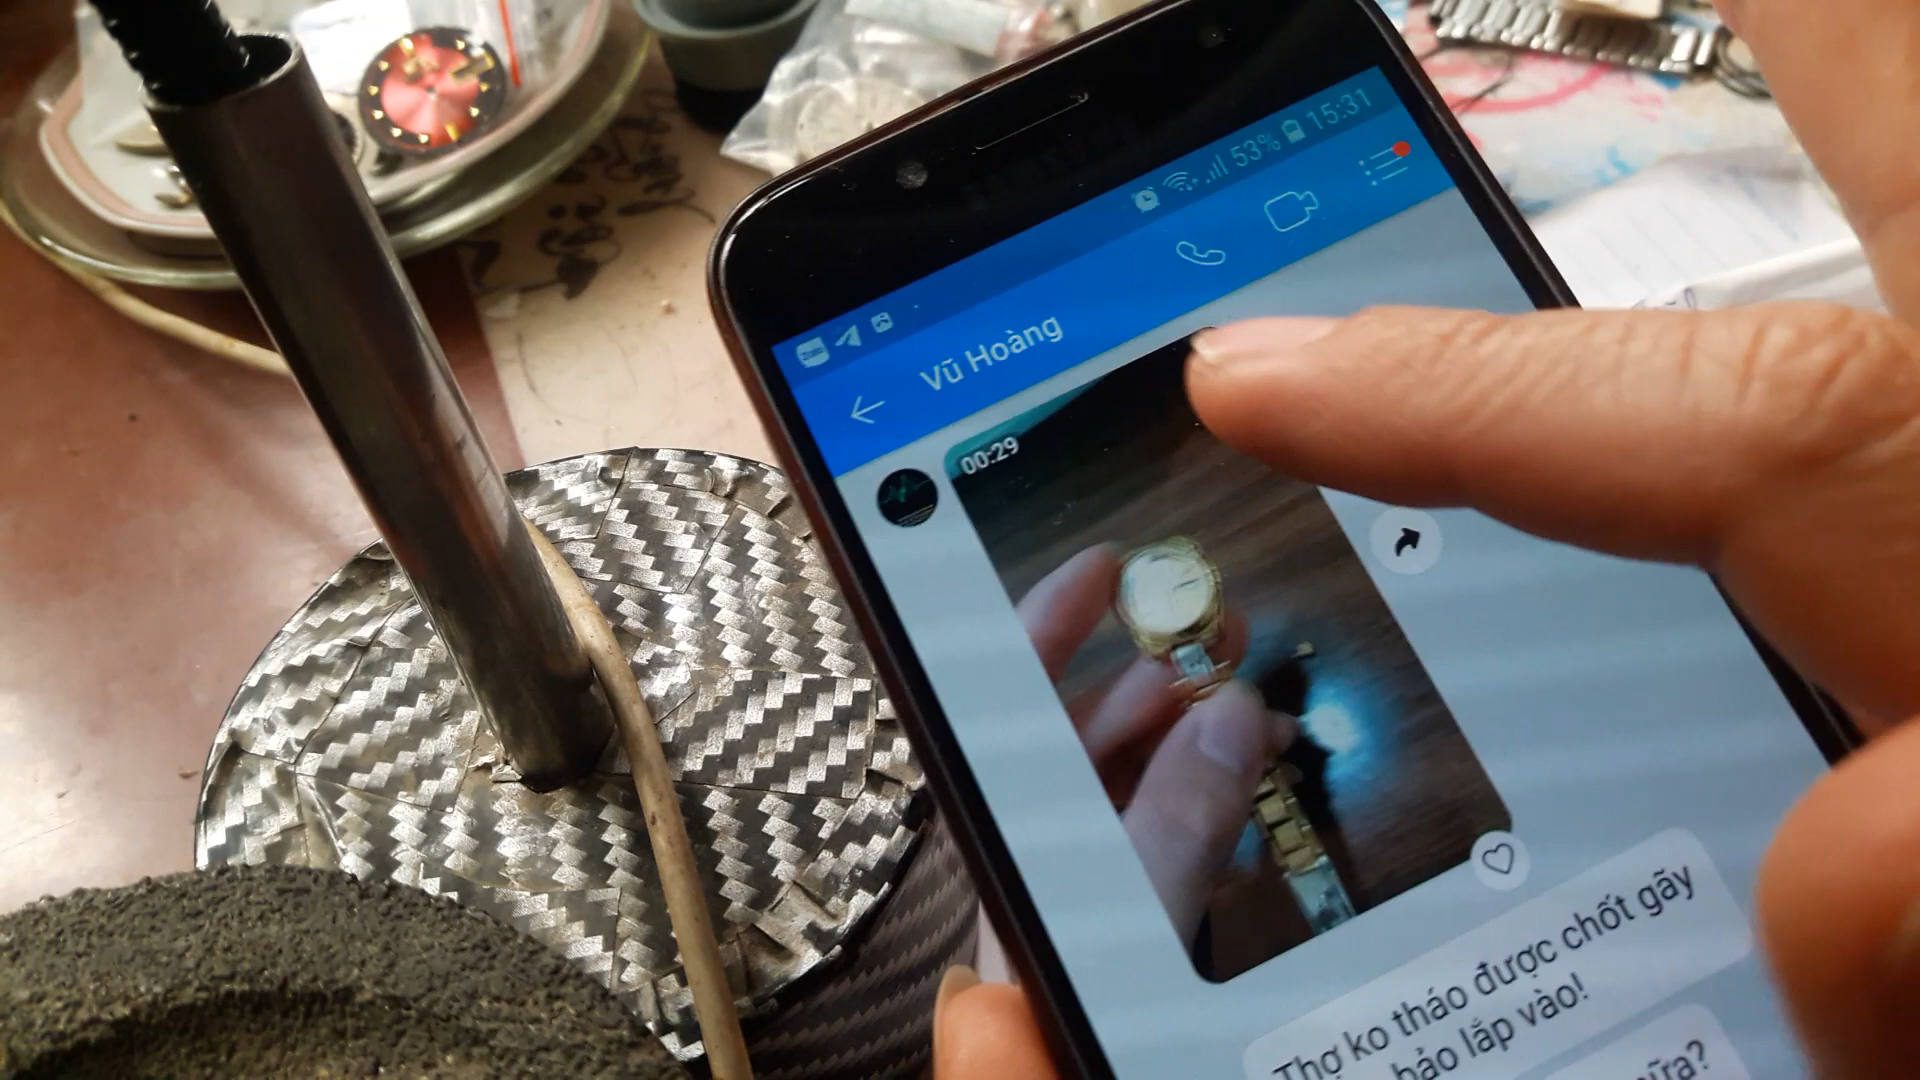 53% 15:31
Vũ Hoàng
00:29
Thợ ko tháo được chốt gãy
bảo lắp vào!